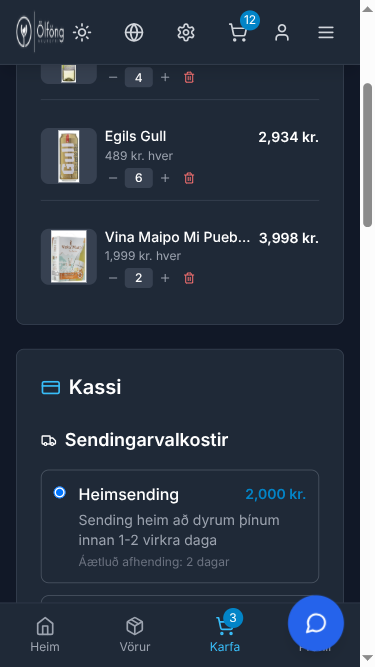 Ölföng
12
4
Egils Gull
2,934 kr.
489 kr. hver
6
Vina Maipo Mi Pueb...
3,998 kr.
1,999 kr. hver
2
Kassi
Sendingarvalkostir
Heimsending
2,000 kr.
Sending heim að dyrum þínum
innan 1-2 virkra daga
Áætluð afhending: 2 dagar
3
Heim
Vörur
Karfa